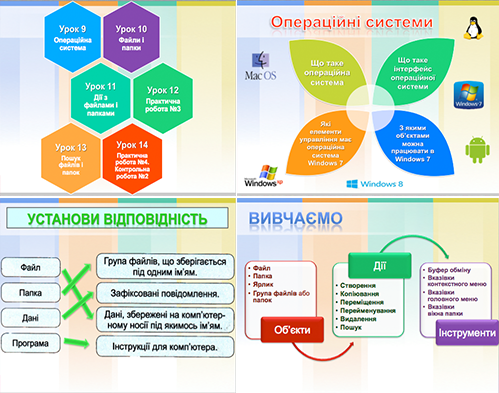 Урок 9
Операційна
система
Урок 10
Файли і
папки
Урок 11
Дії з
файлами і
папками
Урок 12
Практична
робота №3
Урок 13
Пошук
файлів і
папок
Урок 14
Практична
робота №4.
Контрольна
робота №2
Операційні системи
Mac OS
Що таке
операційна
система
Що таке
інтерфейс
операційної
системи
Windows 7
Які
елементи
управління має
операційна
система
Windows 7
З якими
об'єктами
можна
працювати в
Windows 7
Windows xp
Windows 8
УСТАНОВИ ВІДПОВІДНІСТЬ
Файл
Папка
Дані
Програма
Група файлів, що зберігається
під одним ім'ям.
Зафіксовані повідомлення.
Дані, збережені на комп'ютер-
ному носії під якимось ім'ям.
Інструкції для комп'ютера.
ВИВЧАЄМО
• Файл
• Папка
• Ярлик
• Група файлів або
папок
Об'єкти
Дії
• Створення
• Копіювання
• Переміщення
• Перейменування
• Видалення
• Пошук
• Буфер обміну
• Вказівки
контекстного меню
• Вказівки
головного меню
• Вказівки
вікна папки
Інструменти